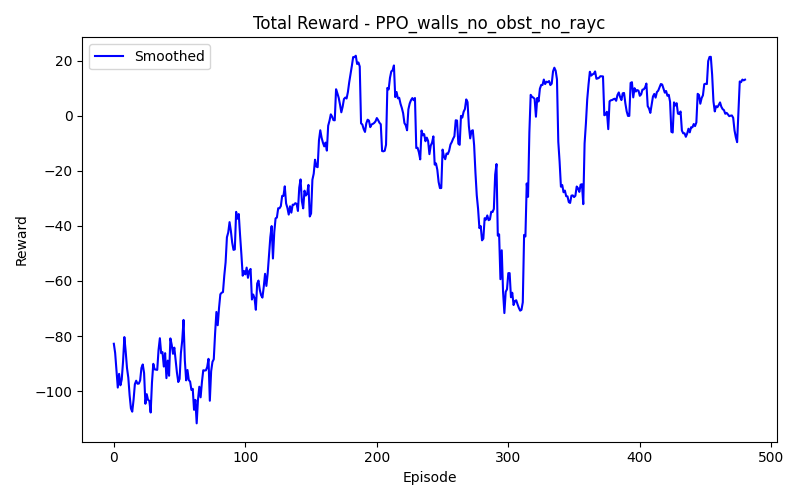 Total Reward - PPO_walls_no_obst_no_rayc
Smoothed
20
0
−20
−40
−60
−80
−100
Reward
0 100 200 300 400 500
Episode